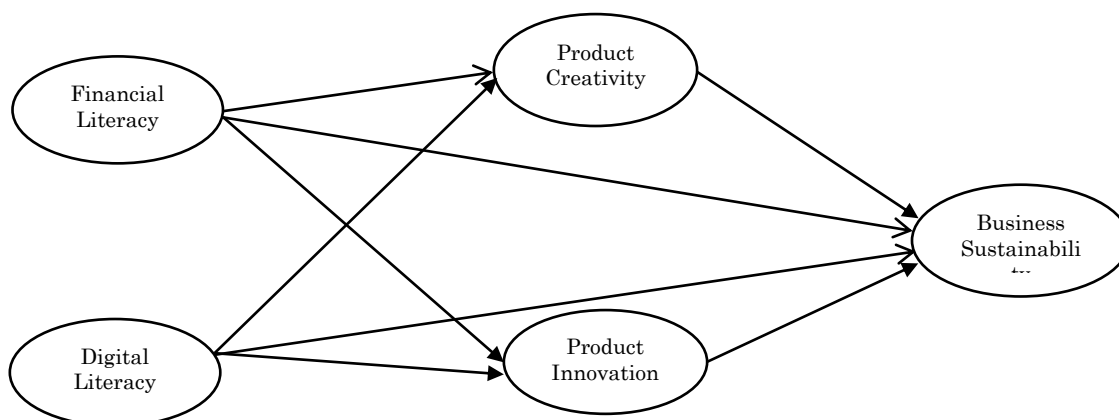 Product
Creativity
Financial
Literacy
Business
Sustainabili
Digital
Literacy
Product
Innovation